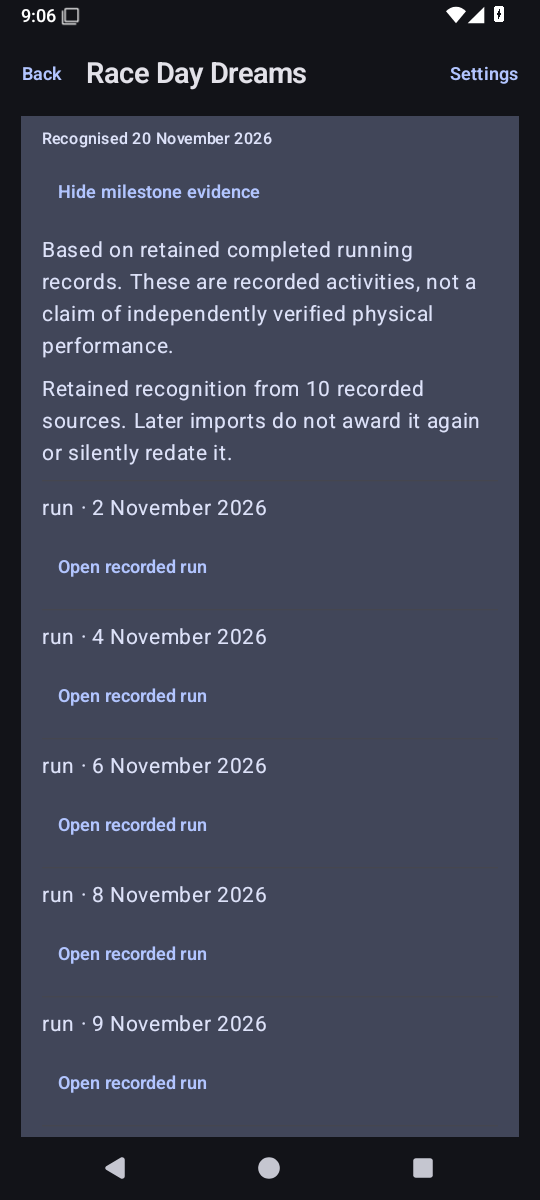 9:06
Back Race Day Dreams Settings
Recognised 20 November 2026
Hide milestone evidence
Based on retained completed running
records. These are recorded activities, not a
claim of independently verified physical
performance.
Retained recognition from 10 recorded
sources. Later imports do not award it again
or silently redate it.
run · 2 November 2026
Open recorded run
run · 4 November 2026
Open recorded run
run · 6 November 2026
Open recorded run
run · 8 November 2026
Open recorded run
run · 9 November 2026
Open recorded run